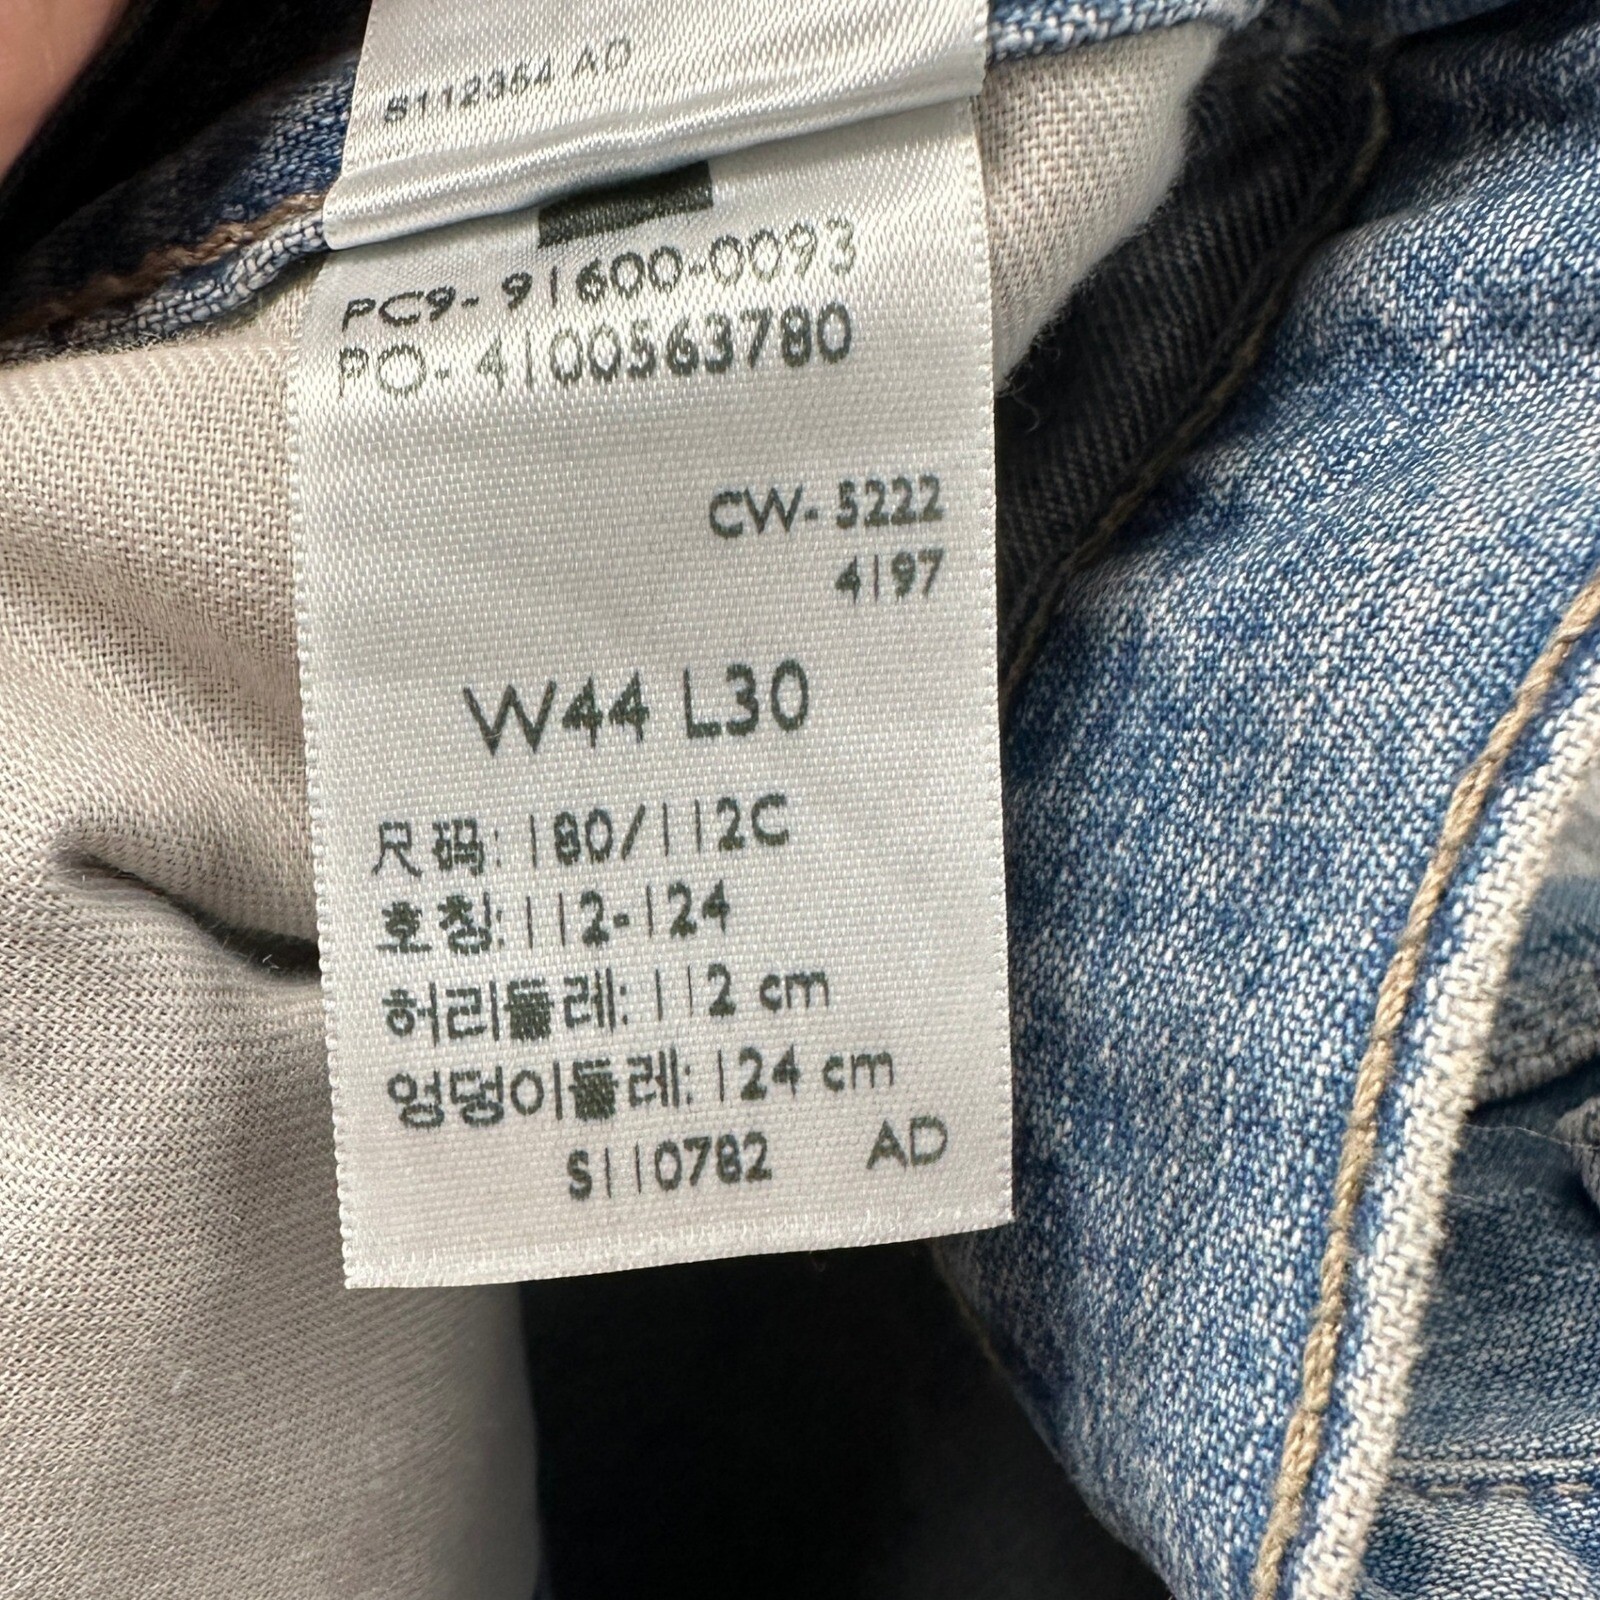 S112354 AD
PC9-91600-0093
PO-4100563780
CW-5222
4197
W44 L30
尺码: 180/112C
호칭: 112-124
허리둘레: 112 cm
엉덩이둘레: 124 cm
S110782 AD